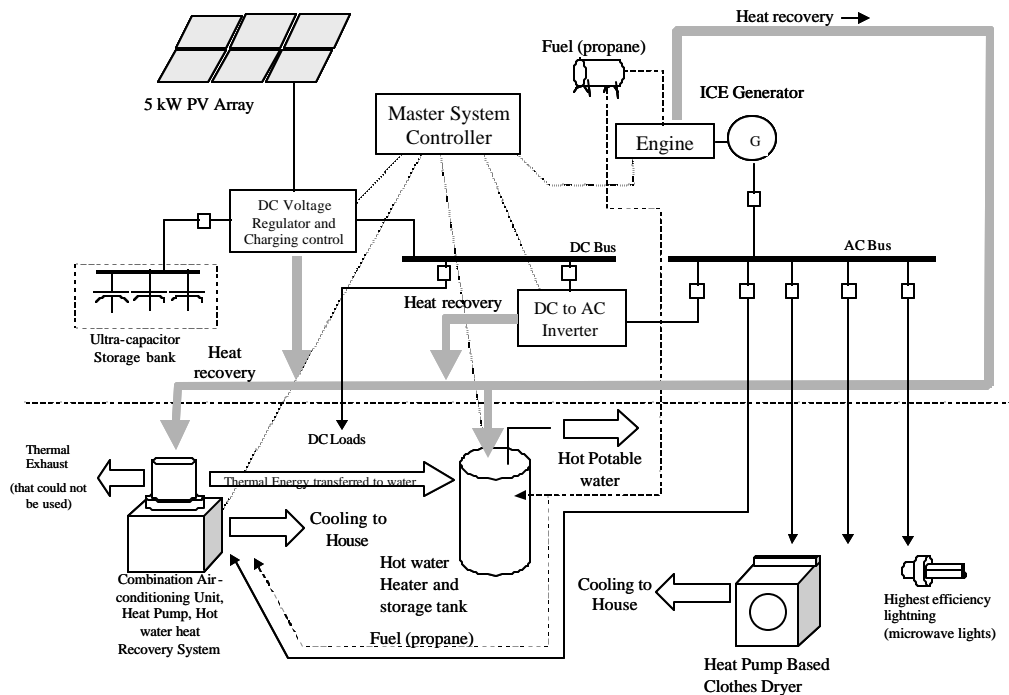 Heat recovery
Fuel (propane)
5 kW PV Array
ICE Generator
Master System
Controller
Engine
G
DC Voltage
Regulator and
Charging control
DC Bus
AC Bus
Heat recovery
DC to AC
Inverter
Ultra-capacitor
Storage bank
Heat
recovery
DC Loads
Thermal
Exhaust
(that could not
be used)
Thermal Energy transferred to water
Hot Potable
water
Cooling to
House
Hot water
Heater and
storage tank
Combination Air-
conditioning Unit,
Heat Pump, Hot
water heat
Recovery System
Fuel (propane)
Cooling to
House
Highest efficiency
lightning
(microwave lights)
Heat Pump Based
Clothes Dryer